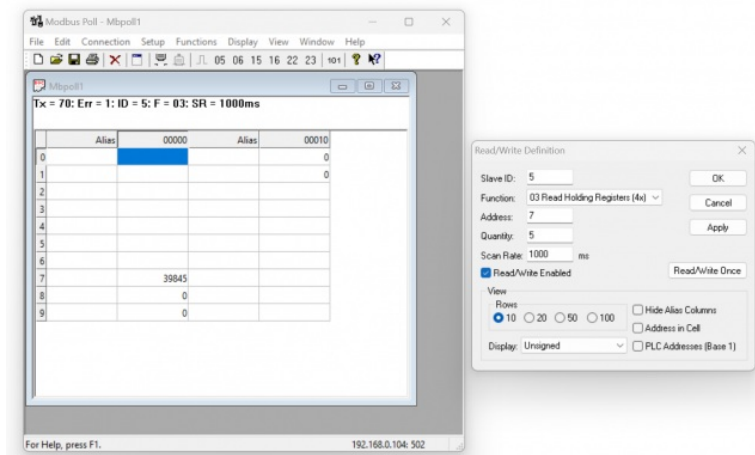 Modbus Poll - Mbpoll1
File Edit Connection Setup Functions Display View Window Help
05 06 15 16 22 23 101
Mbpoll1
Tx = 70: Err = 1: ID = 5: F = 03: SR = 1000ms
Alias 00000 Alias 00010
0 0
1 0
2
3
4
5
6
7 39845
8 0
9 0
For Help, press F1. 192.168.0.104: 502
Read/Write Definition
Slave ID: 5 OK
Function: 03 Read Holding Registers (4x) Cancel
Address: 7
Quantity: 5 Apply
Scan Rate: 1000 ms
Read/Write Enabled Read/Write Once
View
Rows
10 20 50 100 Hide Alias Columns
Address in Cell
Display: Unsigned PLC Addresses (Base 1)